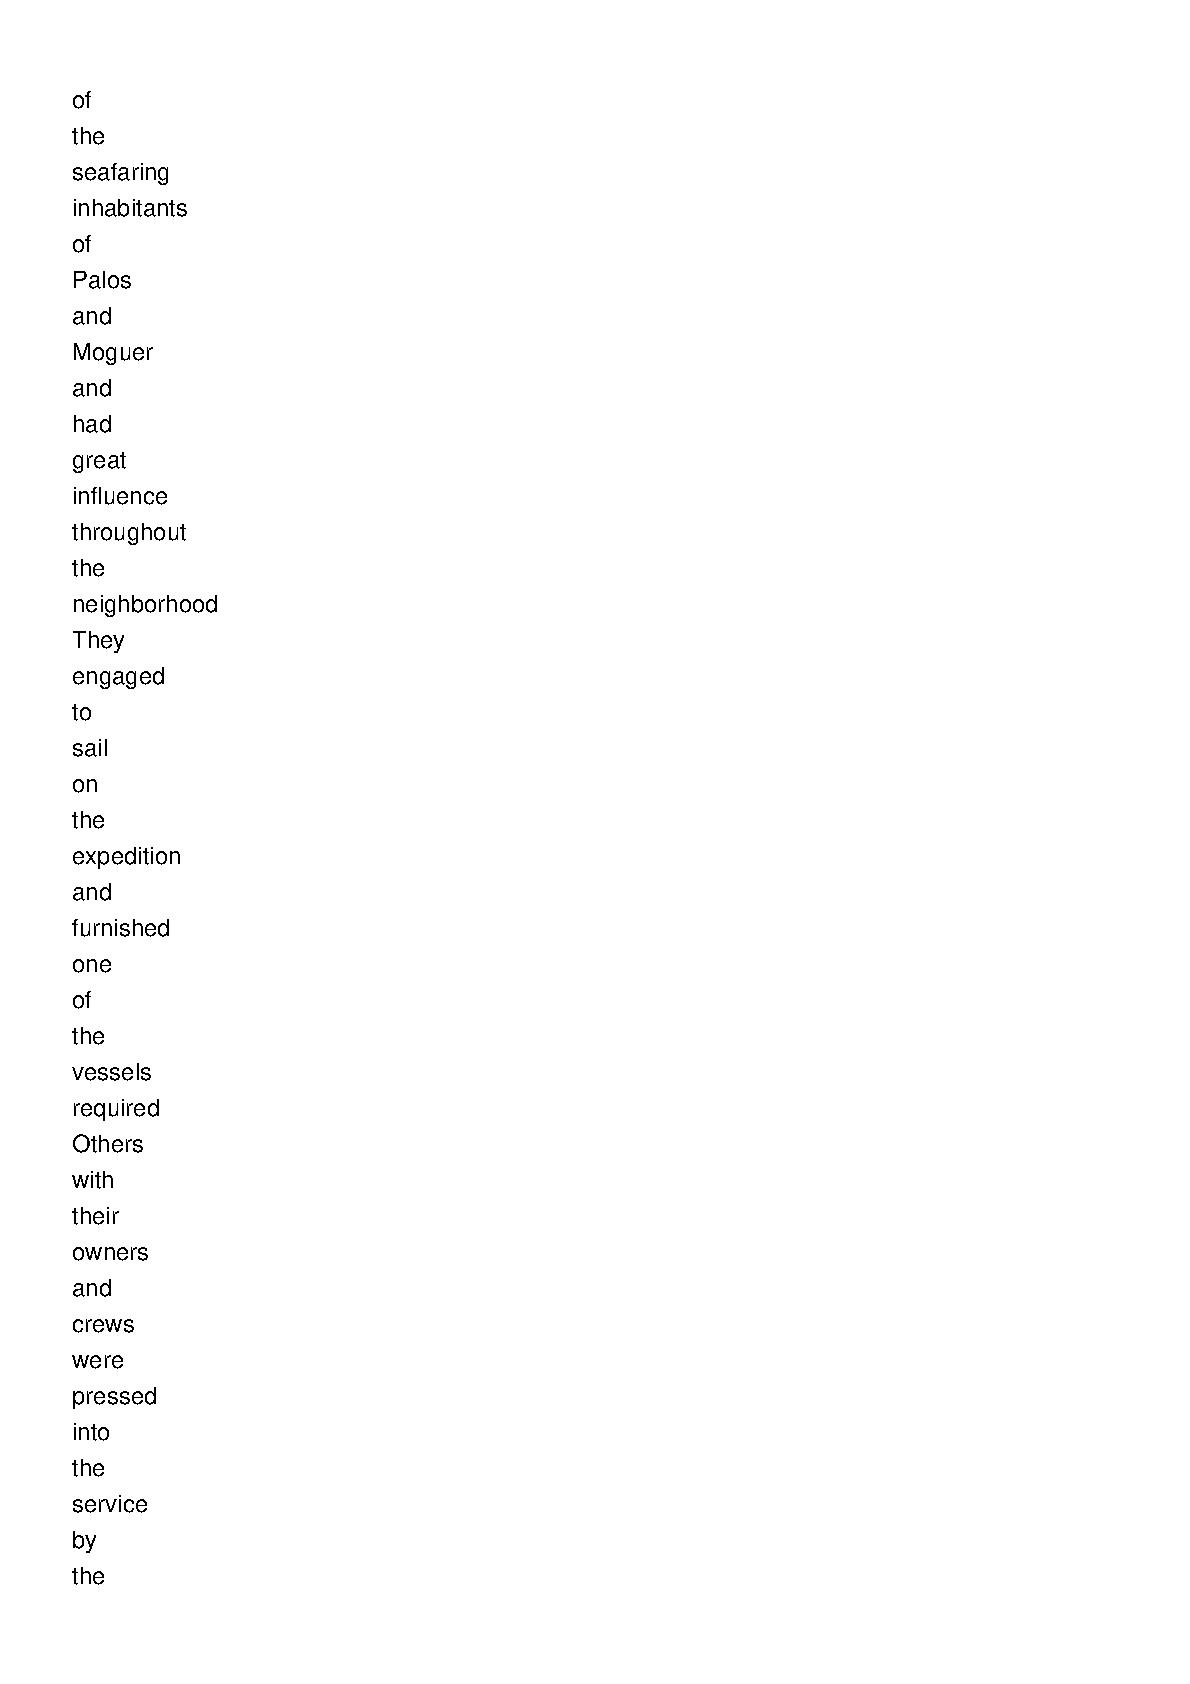 of
the
seafaring
inhabitants
of
Palos
and
Moguer
and
had
great
influence
throughout
the
neighborhood
They
engaged
to
sail
on
the
expedition
and
furnished
one
of
the
vessels
required
Others
with
their
owners
and
crews
were
pressed
into
the
service
by
the